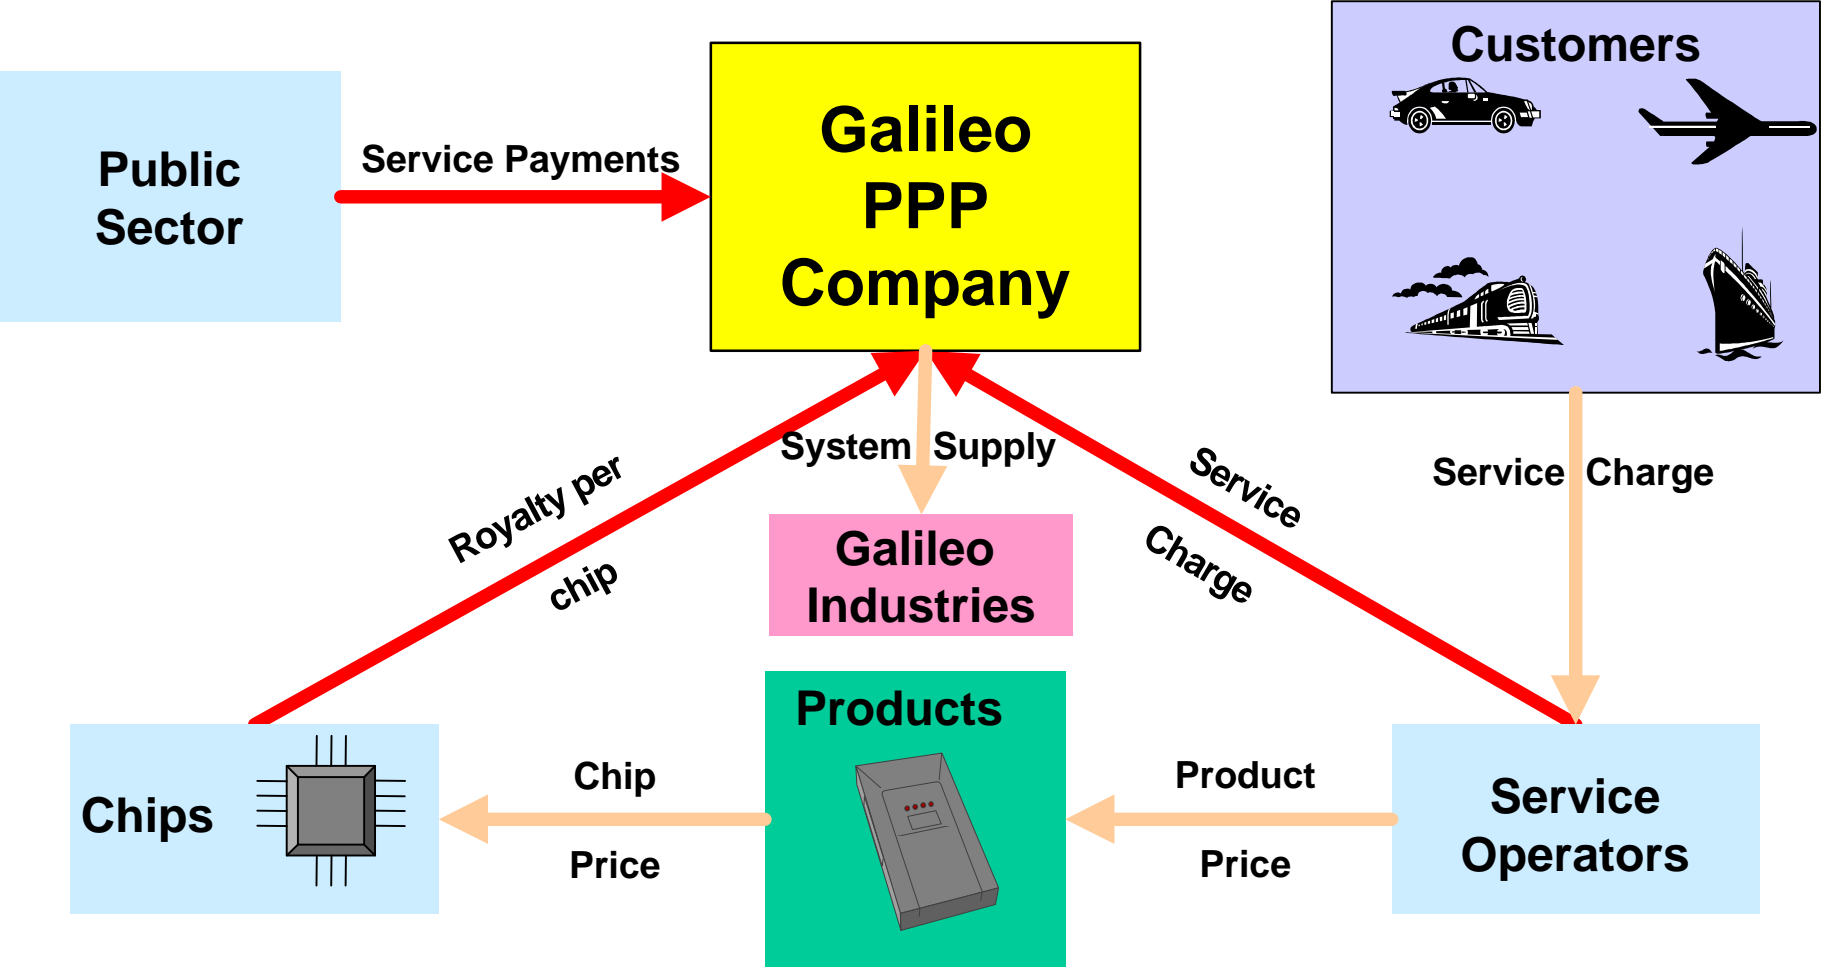 Customers
Galileo
PPP
Company
Public
Sector
Service Payments
System Supply
Service Charge
Royalty per
chip
Service
Charge
Galileo
Industries
Products
Chips
Chip
Price
Product
Price
Service
Operators